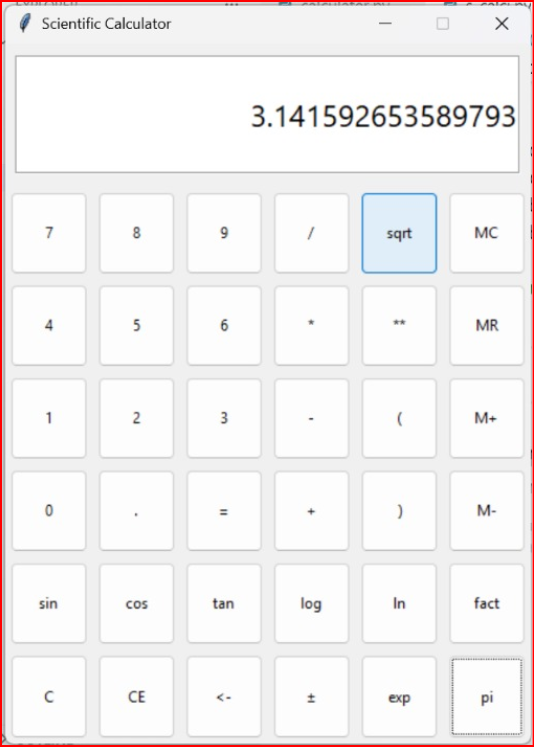 Scientific Calculator
3.141592653589793
7 8 9 / sqrt MC
4 5 6 * ** MR
1 2 3 - ( M+
0 . = + ) M-
sin cos tan log ln fact
C CE <- ± exp pi